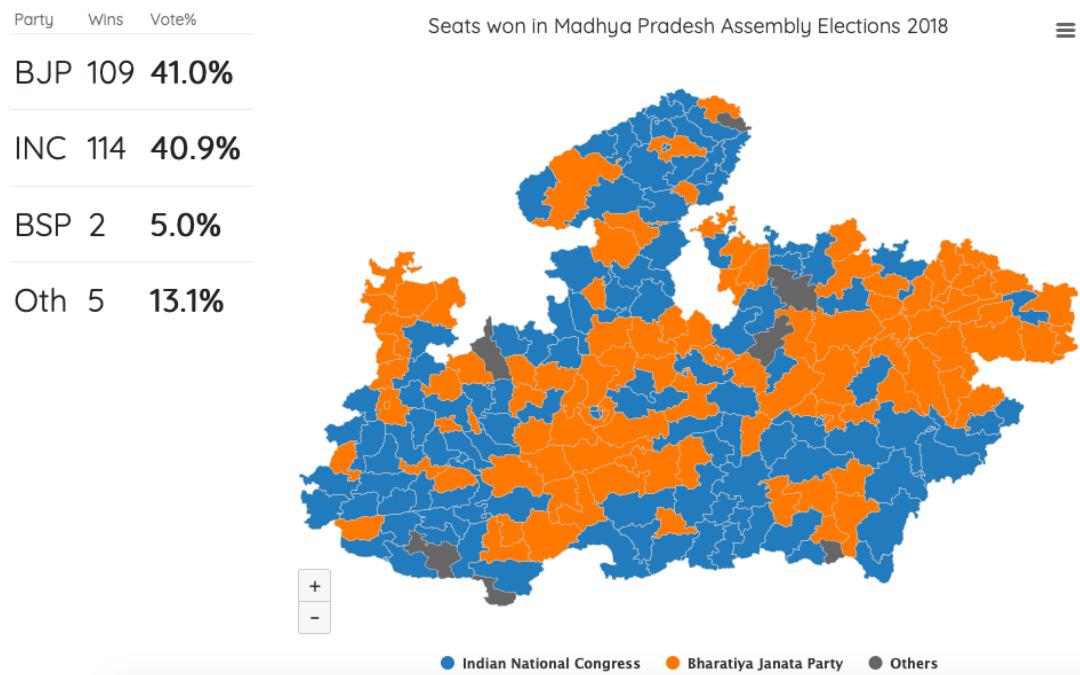 Party Wins Vote%
Seats won in Madhya Pradesh Assembly Elections 2018
BJP 109 41.0%
INC 114 40.9%
BSP 2 5.0%
Oth 5 13.1%
+
-
Indian National Congress Bharatiya Janata Party Others